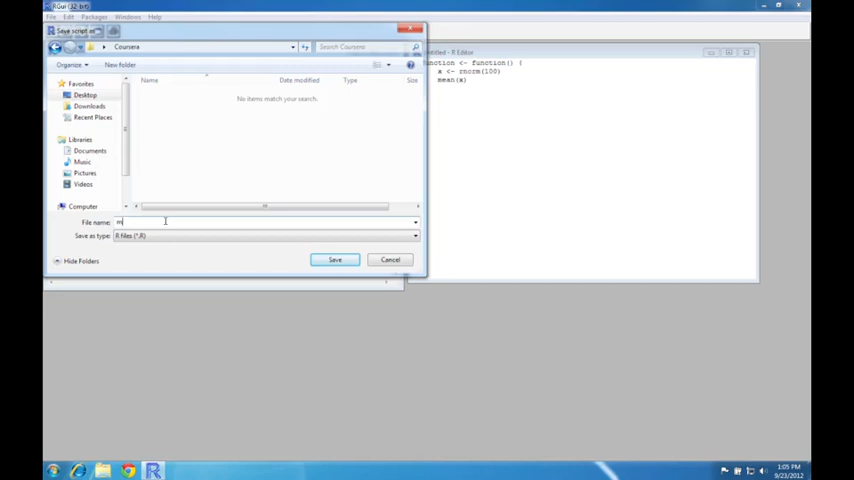 RGui (32-bit)
File Edit Packages Windows Help
Save script as
Coursera
Search Coursera
Organize New folder
Name Date modified Type Size
No items match your search.
Favorites
Desktop
Downloads
Recent Places
Libraries
Documents
Music
Pictures
Videos
Computer
File name: m
Save as type: R files (*.R)
Hide Folders
Save Cancel
ntitled - R Editor
unction <- function() {
x <- rnorm(100)
mean(x)
1:05 PM
9/23/2012